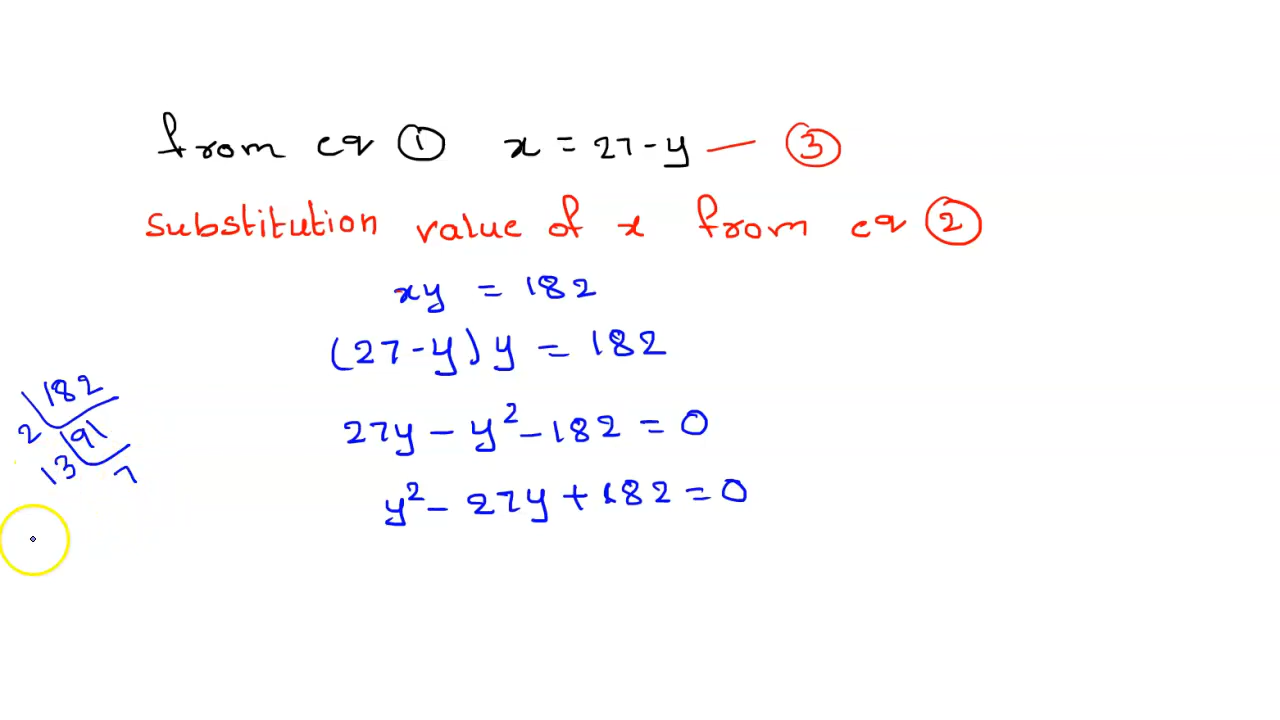 from eq ① x = 27-y — ③
substitution value of x from eq ②
xy = 182
(27-y)y = 182
27y - y² - 182 = 0
y² - 27y + 182 = 0
182
2 91
13 7